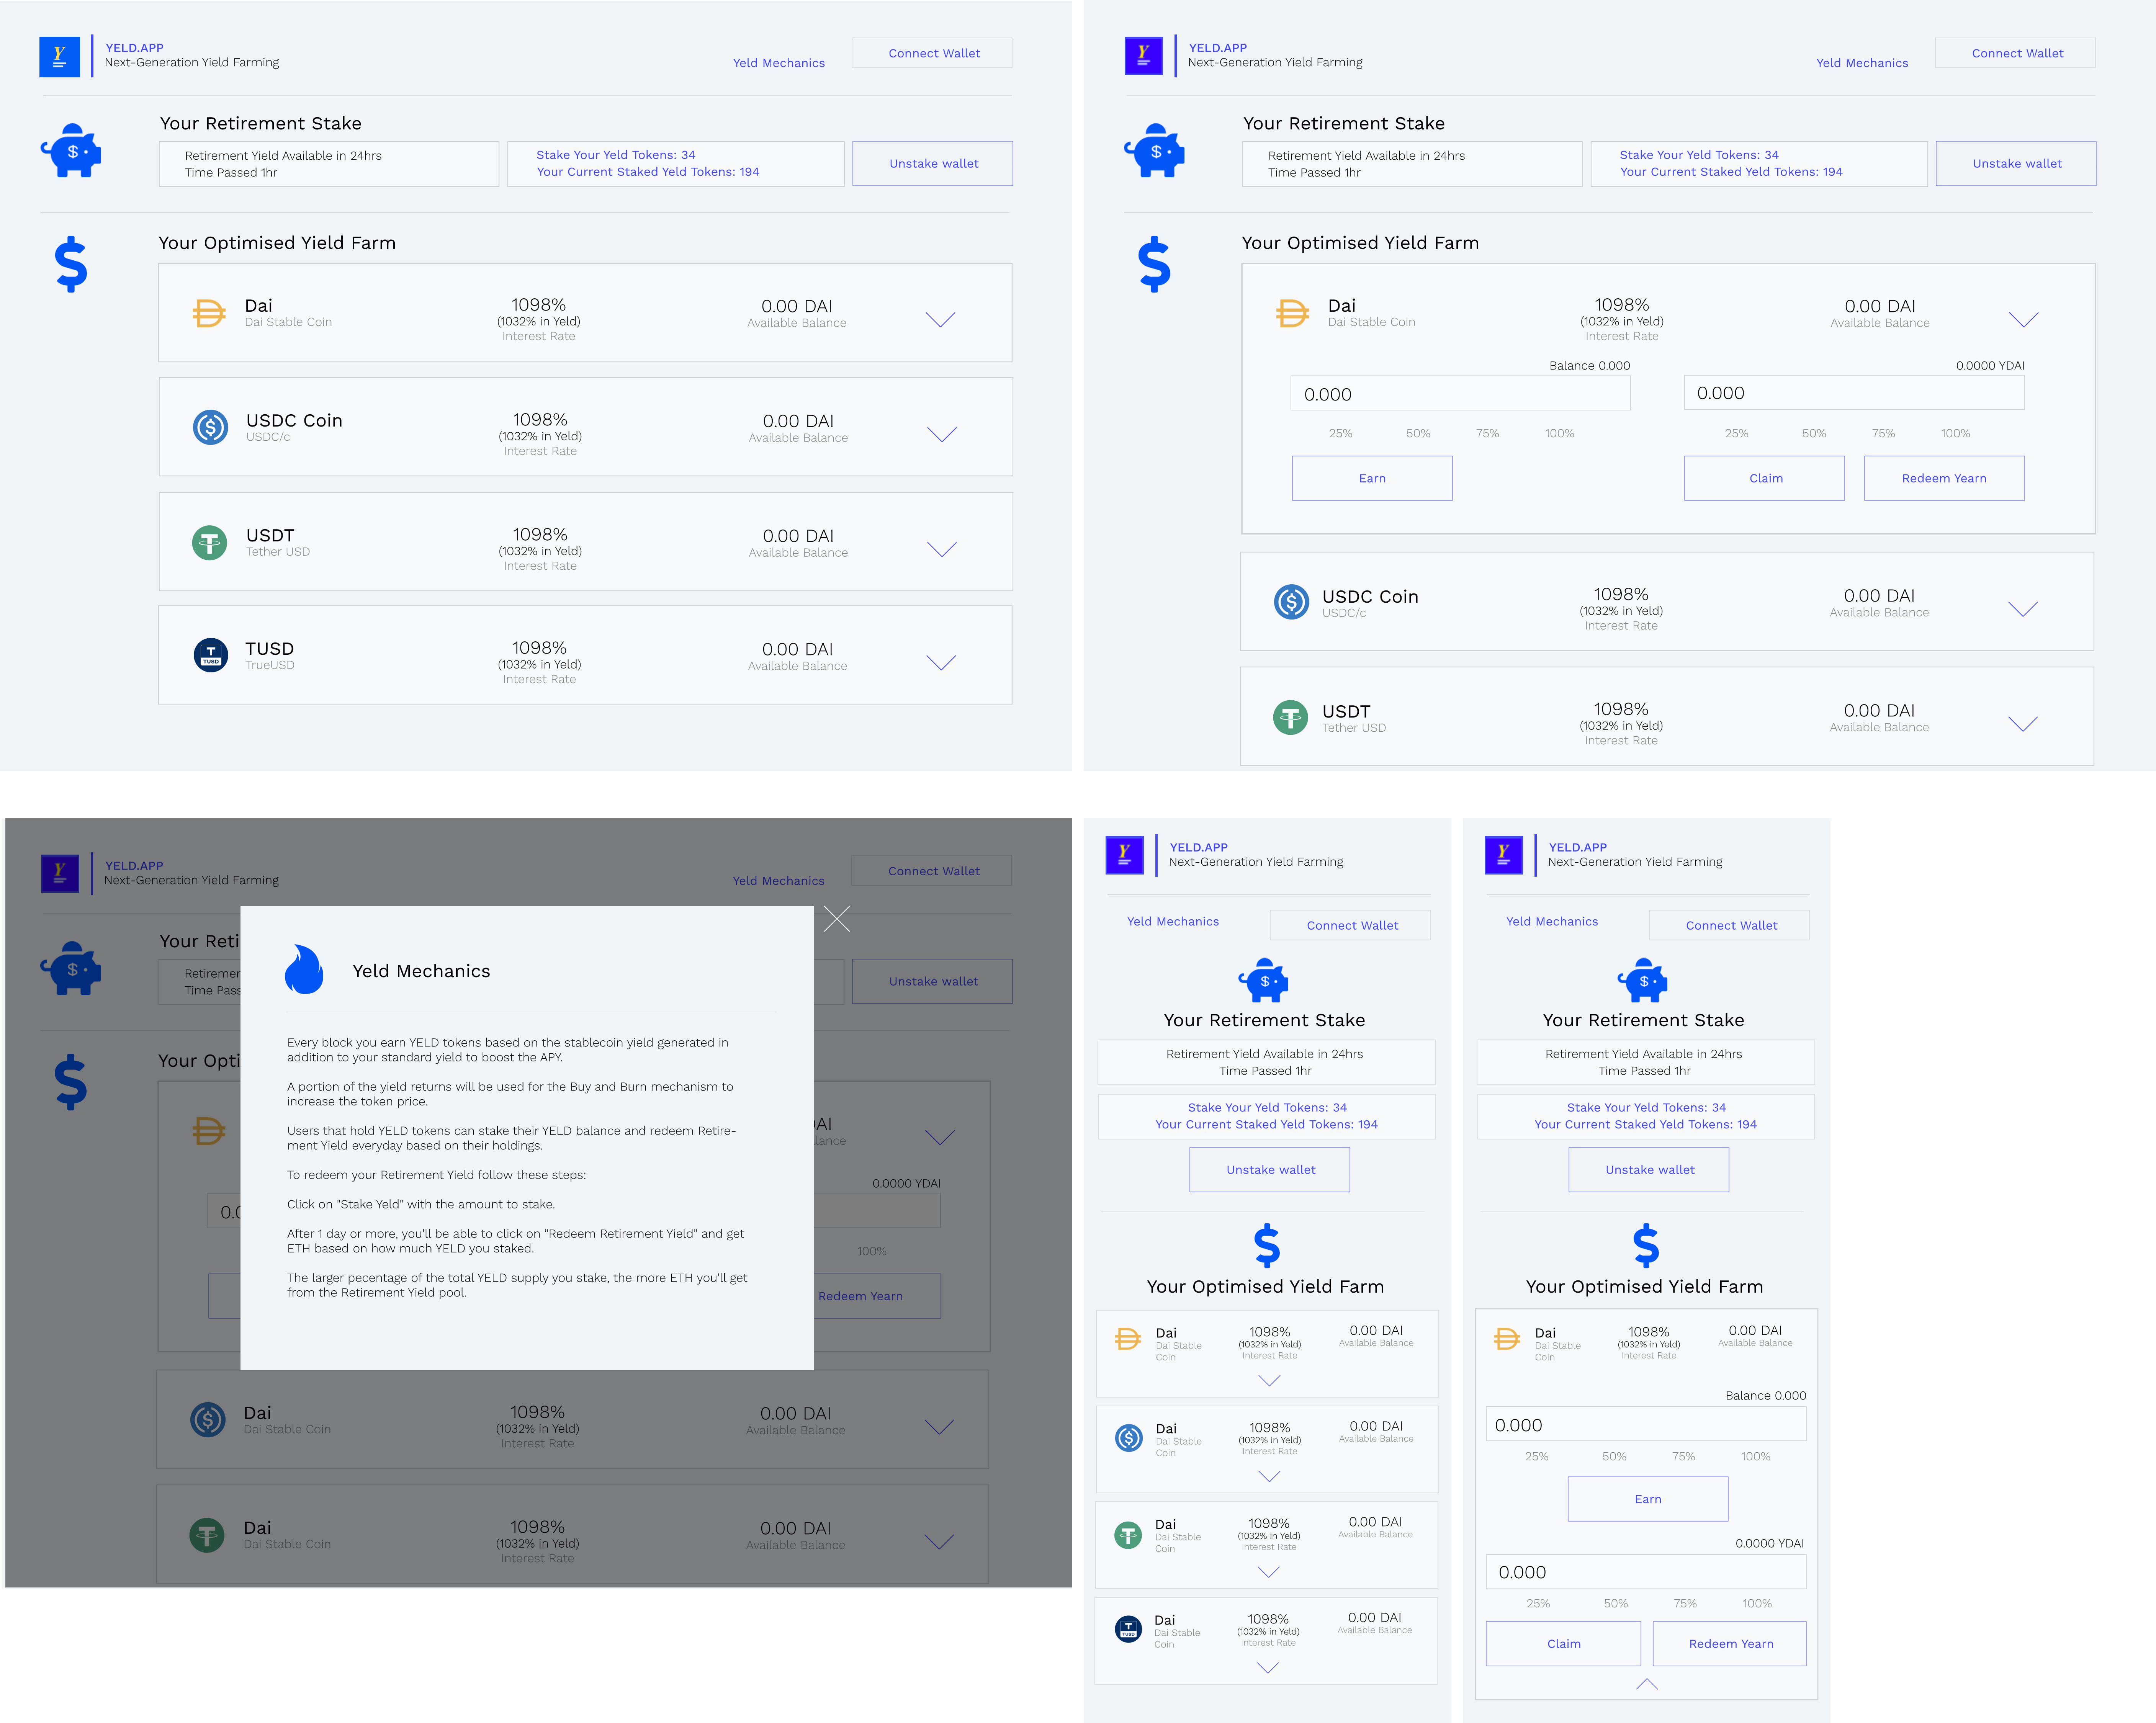 Y
YELD.APP
Next-Generation Yield Farming
Yeld Mechanics
Connect Wallet
$
Your Retirement Stake
Retirement Yield Available in 24hrs
Time Passed 1hr
Stake Your Yeld Tokens: 34
Your Current Staked Yeld Tokens: 194
Unstake wallet
$
Your Optimised Yield Farm
Dai
Dai Stable Coin
1098%
(1032% in Yeld)
Interest Rate
0.00 DAI
Available Balance
USDC Coin
USDC/c
1098%
(1032% in Yeld)
Interest Rate
0.00 DAI
Available Balance
USDT
Tether USD
1098%
(1032% in Yeld)
Interest Rate
0.00 DAI
Available Balance
TUSD
TUSD
TrueUSD
1098%
(1032% in Yeld)
Interest Rate
0.00 DAI
Available Balance
Y
YELD.APP
Next-Generation Yield Farming
Yeld Mechanics
Connect Wallet
$
Your Retirement Stake
Retirement Yield Available in 24hrs
Time Passed 1hr
Stake Your Yeld Tokens: 34
Your Current Staked Yeld Tokens: 194
Unstake wallet
$
Your Optimised Yield Farm
Dai
Dai Stable Coin
1098%
(1032% in Yeld)
Interest Rate
0.00 DAI
Available Balance
Balance 0.000
0.000
25% 50% 75% 100%
Earn
0.0000 YDAI
0.000
25% 50% 75% 100%
Claim
Redeem Yearn
USDC Coin
USDC/c
1098%
(1032% in Yeld)
Interest Rate
0.00 DAI
Available Balance
USDT
Tether USD
1098%
(1032% in Yeld)
Interest Rate
0.00 DAI
Available Balance
Y
YELD.APP
Next-Generation Yield Farming
Yeld Mechanics
Connect Wallet
$
Your Reti
Retiremer
Time Pass
Unstake wallet
$
Your Opti
AI
lance
0.0000 YDAI
0.0
100%
Redeem Yearn
Yeld Mechanics
Every block you earn YELD tokens based on the stablecoin yield generated in
addition to your standard yield to boost the APY.
A portion of the yield returns will be used for the Buy and Burn mechanism to
increase the token price.
Users that hold YELD tokens can stake their YELD balance and redeem Retire-
ment Yield everyday based on their holdings.
To redeem your Retirement Yield follow these steps:
Click on "Stake Yeld" with the amount to stake.
After 1 day or more, you'll be able to click on "Redeem Retirement Yield" and get
ETH based on how much YELD you staked.
The larger pecentage of the total YELD supply you stake, the more ETH you'll get
from the Retirement Yield pool.
Dai
Dai Stable Coin
1098%
(1032% in Yeld)
Interest Rate
0.00 DAI
Available Balance
Dai
Dai Stable Coin
1098%
(1032% in Yeld)
Interest Rate
0.00 DAI
Available Balance
Y
YELD.APP
Next-Generation Yield Farming
Yeld Mechanics
Connect Wallet
$
Your Retirement Stake
Retirement Yield Available in 24hrs
Time Passed 1hr
Stake Your Yeld Tokens: 34
Your Current Staked Yeld Tokens: 194
Unstake wallet
$
Your Optimised Yield Farm
Dai
Dai Stable
Coin
1098%
(1032% in Yeld)
Interest Rate
0.00 DAI
Available Balance
Dai
Dai Stable
Coin
1098%
(1032% in Yeld)
Interest Rate
0.00 DAI
Available Balance
Dai
Dai Stable
Coin
1098%
(1032% in Yeld)
Interest Rate
0.00 DAI
Available Balance
TUSD
Dai
Dai Stable
Coin
1098%
(1032% in Yeld)
Interest Rate
0.00 DAI
Available Balance
Y
YELD.APP
Next-Generation Yield Farming
Yeld Mechanics
Connect Wallet
$
Your Retirement Stake
Retirement Yield Available in 24hrs
Time Passed 1hr
Stake Your Yeld Tokens: 34
Your Current Staked Yeld Tokens: 194
Unstake wallet
$
Your Optimised Yield Farm
Dai
Dai Stable
Coin
1098%
(1032% in Yeld)
Interest Rate
0.00 DAI
Available Balance
Balance 0.000
0.000
25% 50% 75% 100%
Earn
0.0000 YDAI
0.000
25% 50% 75% 100%
Claim
Redeem Yearn